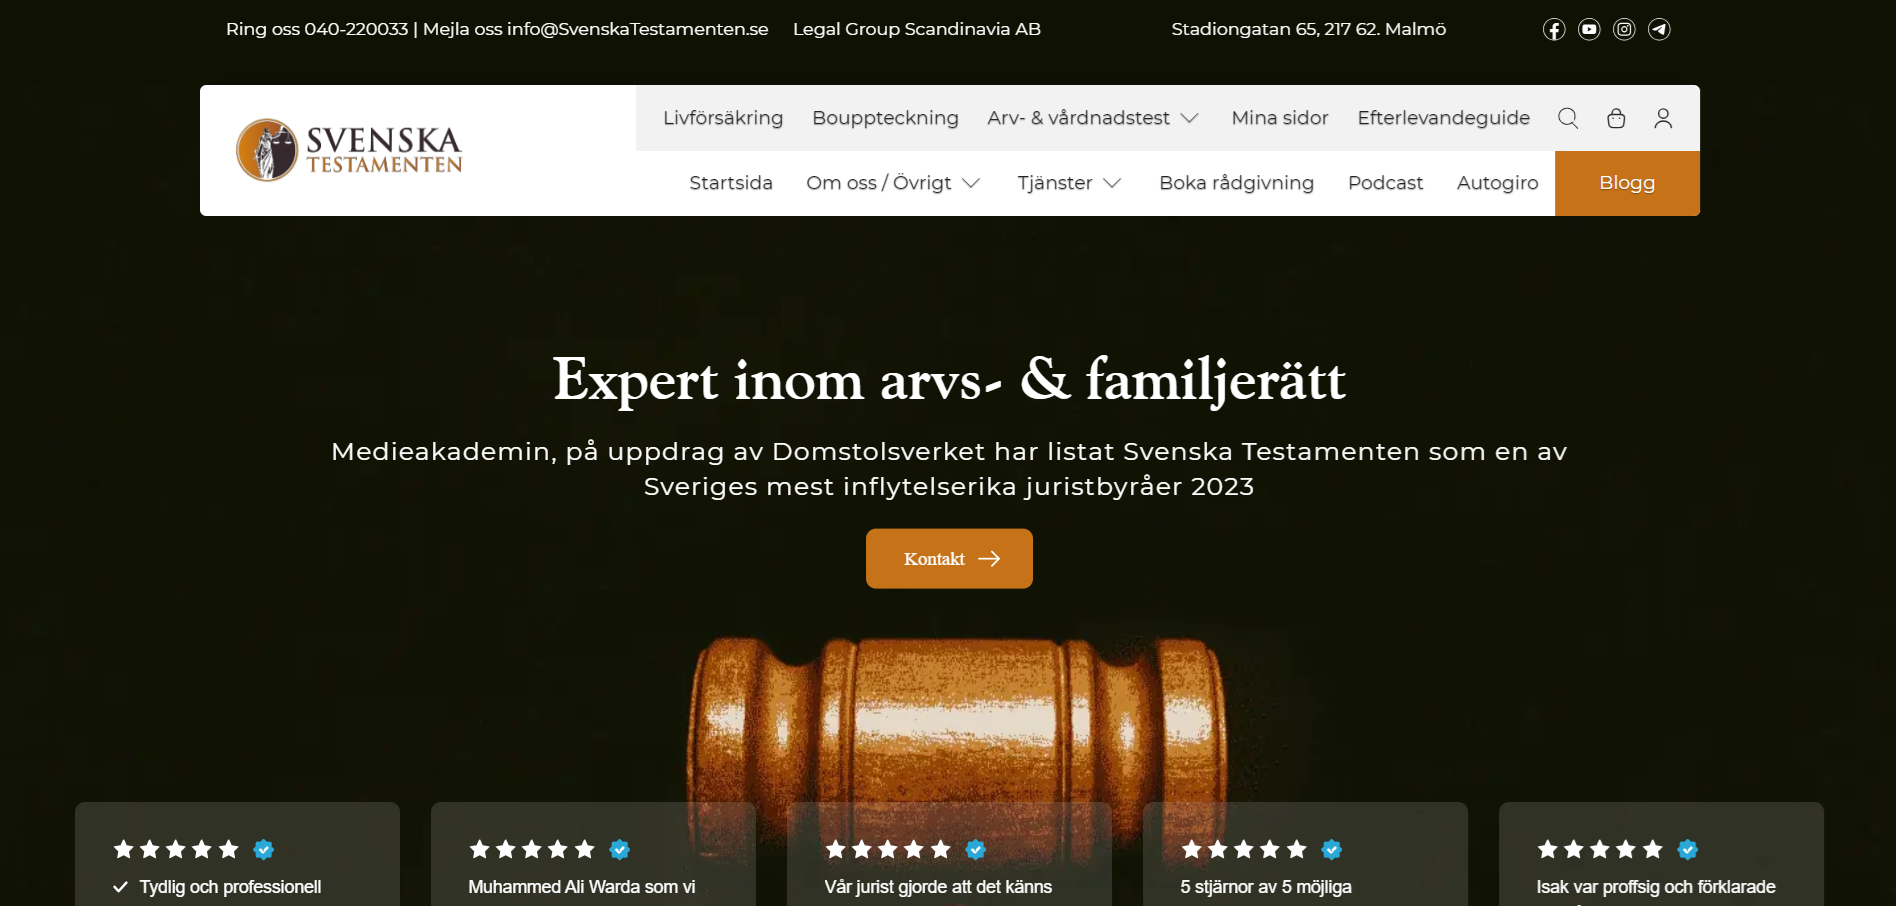 Ring oss 040-220033 | Mejla oss info@SvenskaTestamenten.se
Legal Group Scandinavia AB
Stadiongatan 65, 217 62. Malmö
SVENSKA
TESTAMENTEN
Livförsäkring
Bouppteckning
Arv- & vårdnadstest
Mina sidor
Efterlevandeguide
Startsida
Om oss / Övrigt
Tjänster
Boka rådgivning
Podcast
Autogiro
Blogg
Expert inom arvs- & familjerätt
Medieakademin, på uppdrag av Domstolsverket har listat Svenska Testamenten som en av
Sveriges mest inflytelserika juristbyråer 2023
Kontakt
Tydlig och professionell
Muhammed Ali Warda som vi
Vår jurist gjorde att det känns
5 stjärnor av 5 möjliga
Isak var proffsig och förklarade